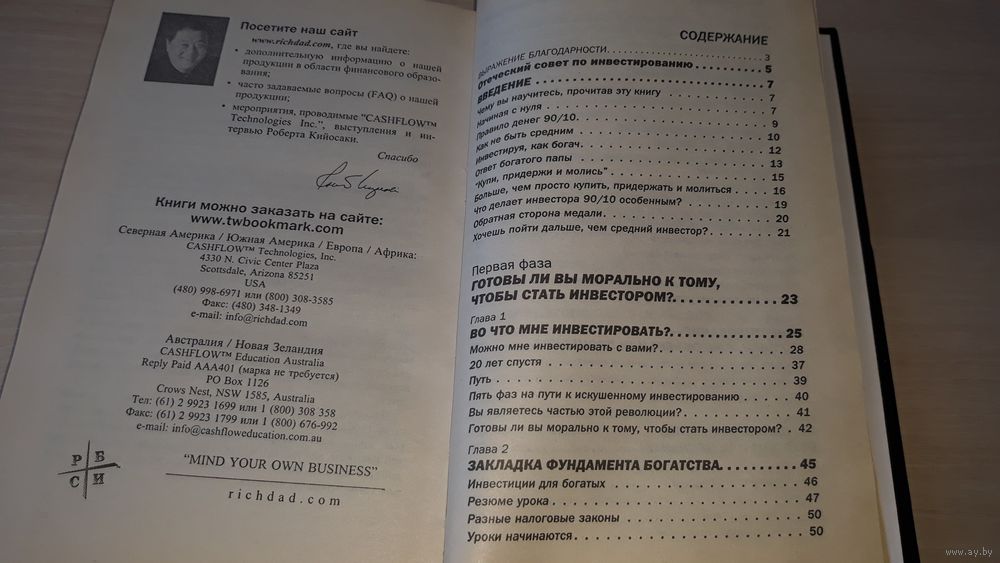 Посетите наш сайт
www.richdad.com, где вы найдете:
• дополнительную информацию о нашей
продукции в области финансового образо-
вания;
• часто задаваемые вопросы (FAQ) о нашей
продукции;
• мероприятия, проводимые "CASHFLOW™
Technologies Inc.", выступления и ин-
тервью Роберта Кийосаки.
Спасибо
Книги можно заказать на сайте:
www.twbookmark.com
Северная Америка / Южная Америка / Европа / Африка:
CASHFLOW™ Technologies, Inc.
4330 N. Civic Center Plaza
Scottsdale, Arizona 85251
USA
(480) 998-6971 или (800) 308-3585
Факс: (480) 348-1349
e-mail: info@richdad.com
Австралия / Новая Зеландия
CASHFLOW™ Education Australia
Reply Paid AAA401 (марка не требуется)
PO Box 1126
Crows Nest, NSW 1585, Australia
Тел: (61) 2 9923 1699 или 1 (800) 308 358
Факс: (61) 2 9923 1799 или 1 (800) 676-992
e-mail: info@cashfloweducation.com.au
Р Б
С И
"MIND YOUR OWN BUSINESS"
richdad.com
СОДЕРЖАНИЕ
ВЫРАЖЕНИЕ БЛАГОДАРНОСТИ. 3
Отеческий совет по инвестированию 5
ВВЕДЕНИЕ 7
Чему вы научитесь, прочитав эту книгу 7
Начиная с нуля 7
Правило денег 90/10. 9
Как не быть средним 10
Инвестируя, как богач. 12
Ответ богатого папы 13
"Купи, придержи и молись" 15
Больше, чем просто купить, придержать и молиться 16
Что делает инвестора 90/10 особенным? 19
Обратная сторона медали. 20
Хочешь пойти дальше, чем средний инвестор? 21
Первая фаза
ГОТОВЫ ЛИ ВЫ МОРАЛЬНО К ТОМУ,
ЧТОБЫ СТАТЬ ИНВЕСТОРОМ? 23
Глава 1
ВО ЧТО МНЕ ИНВЕСТИРОВАТЬ? 25
Можно мне инвестировать с вами? 28
20 лет спустя 37
Путь 39
Пять фаз на пути к искушенному инвестированию 40
Вы являетесь частью этой революции? 41
Готовы ли вы морально к тому, чтобы стать инвестором? 42
Глава 2
ЗАКЛАДКА ФУНДАМЕНТА БОГАТСТВА 45
Инвестиции для богатых 46
Резюме урока 47
Разные налоговые законы 50
Уроки начинаются 50
www.ay.by